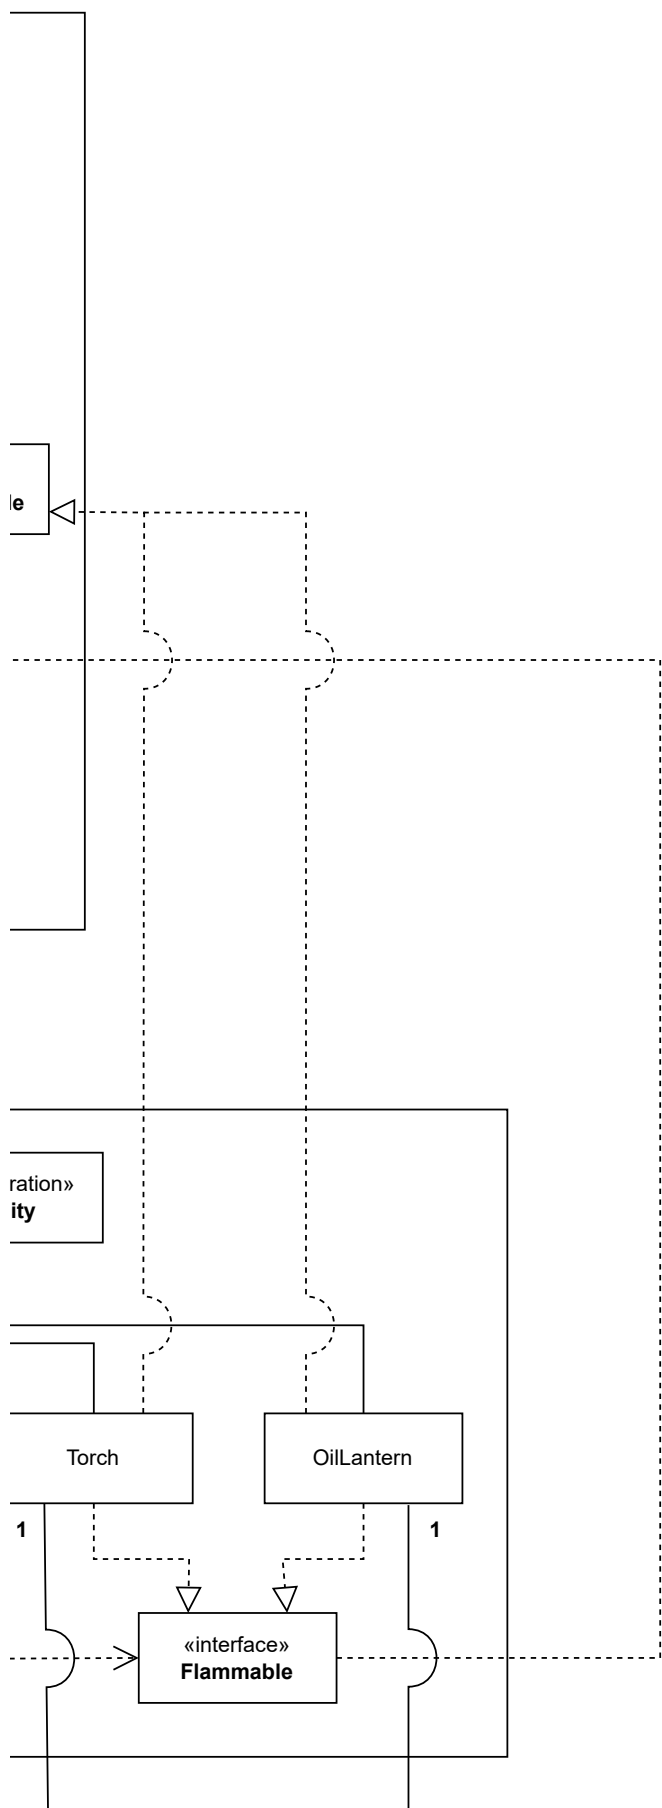 le
ration»
ity
Torch
OilLantern
1
1
«interface»
Flammable